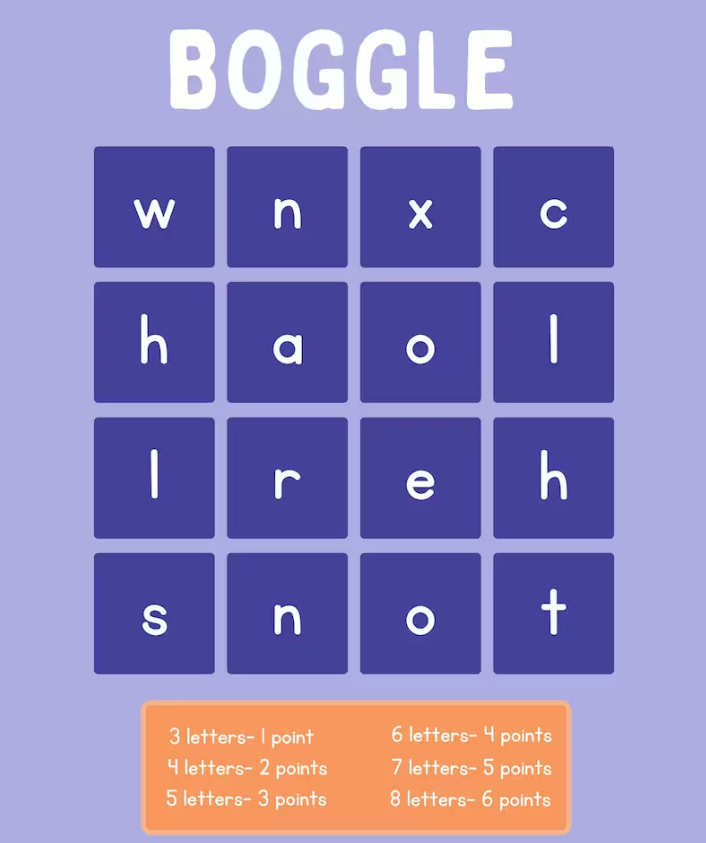 BOGGLE
w n x c
h a o l
l r e h
s n o t
3 letters- 1 point
4 letters- 2 points
5 letters- 3 points
6 letters- 4 points
7 letters- 5 points
8 letters- 6 points